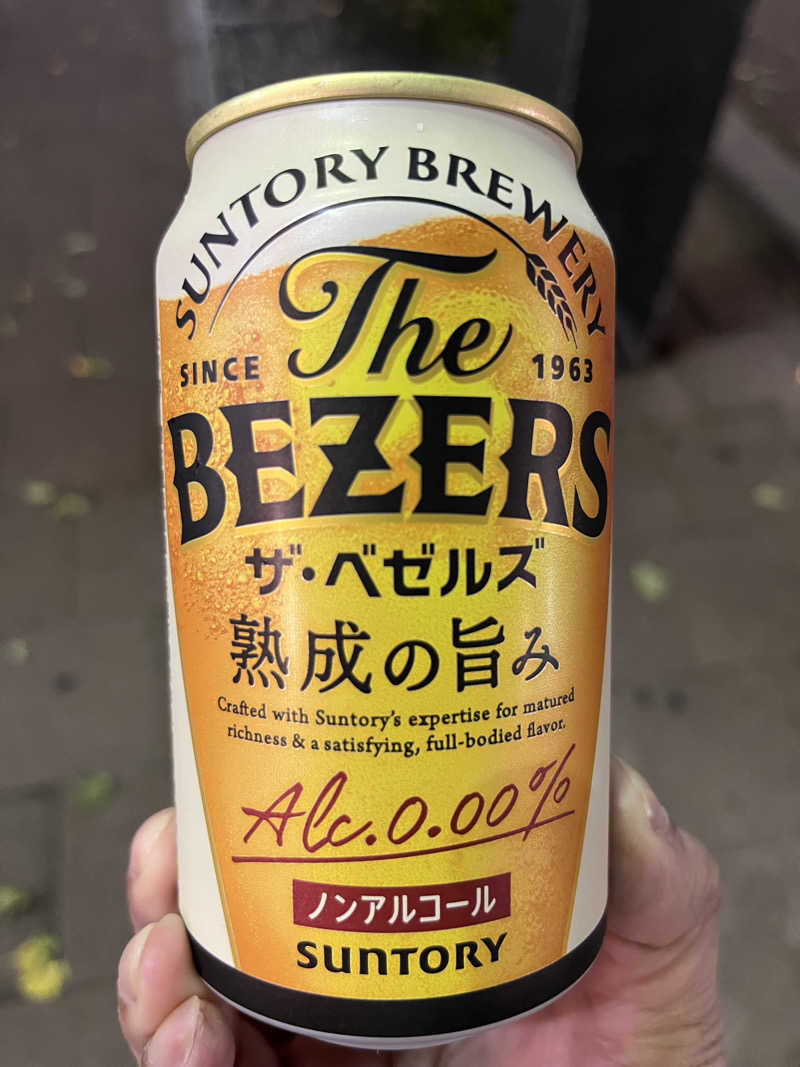 SUNTORY BREWERY
The
SINCE 1963
BEZERS
ザ・ベゼルズ
熟成の旨み
Crafted with Suntory's expertise for matured
richness & a satisfying, full-bodied flavor.
Alc.0.00%
ノンアルコール
SUNTORY